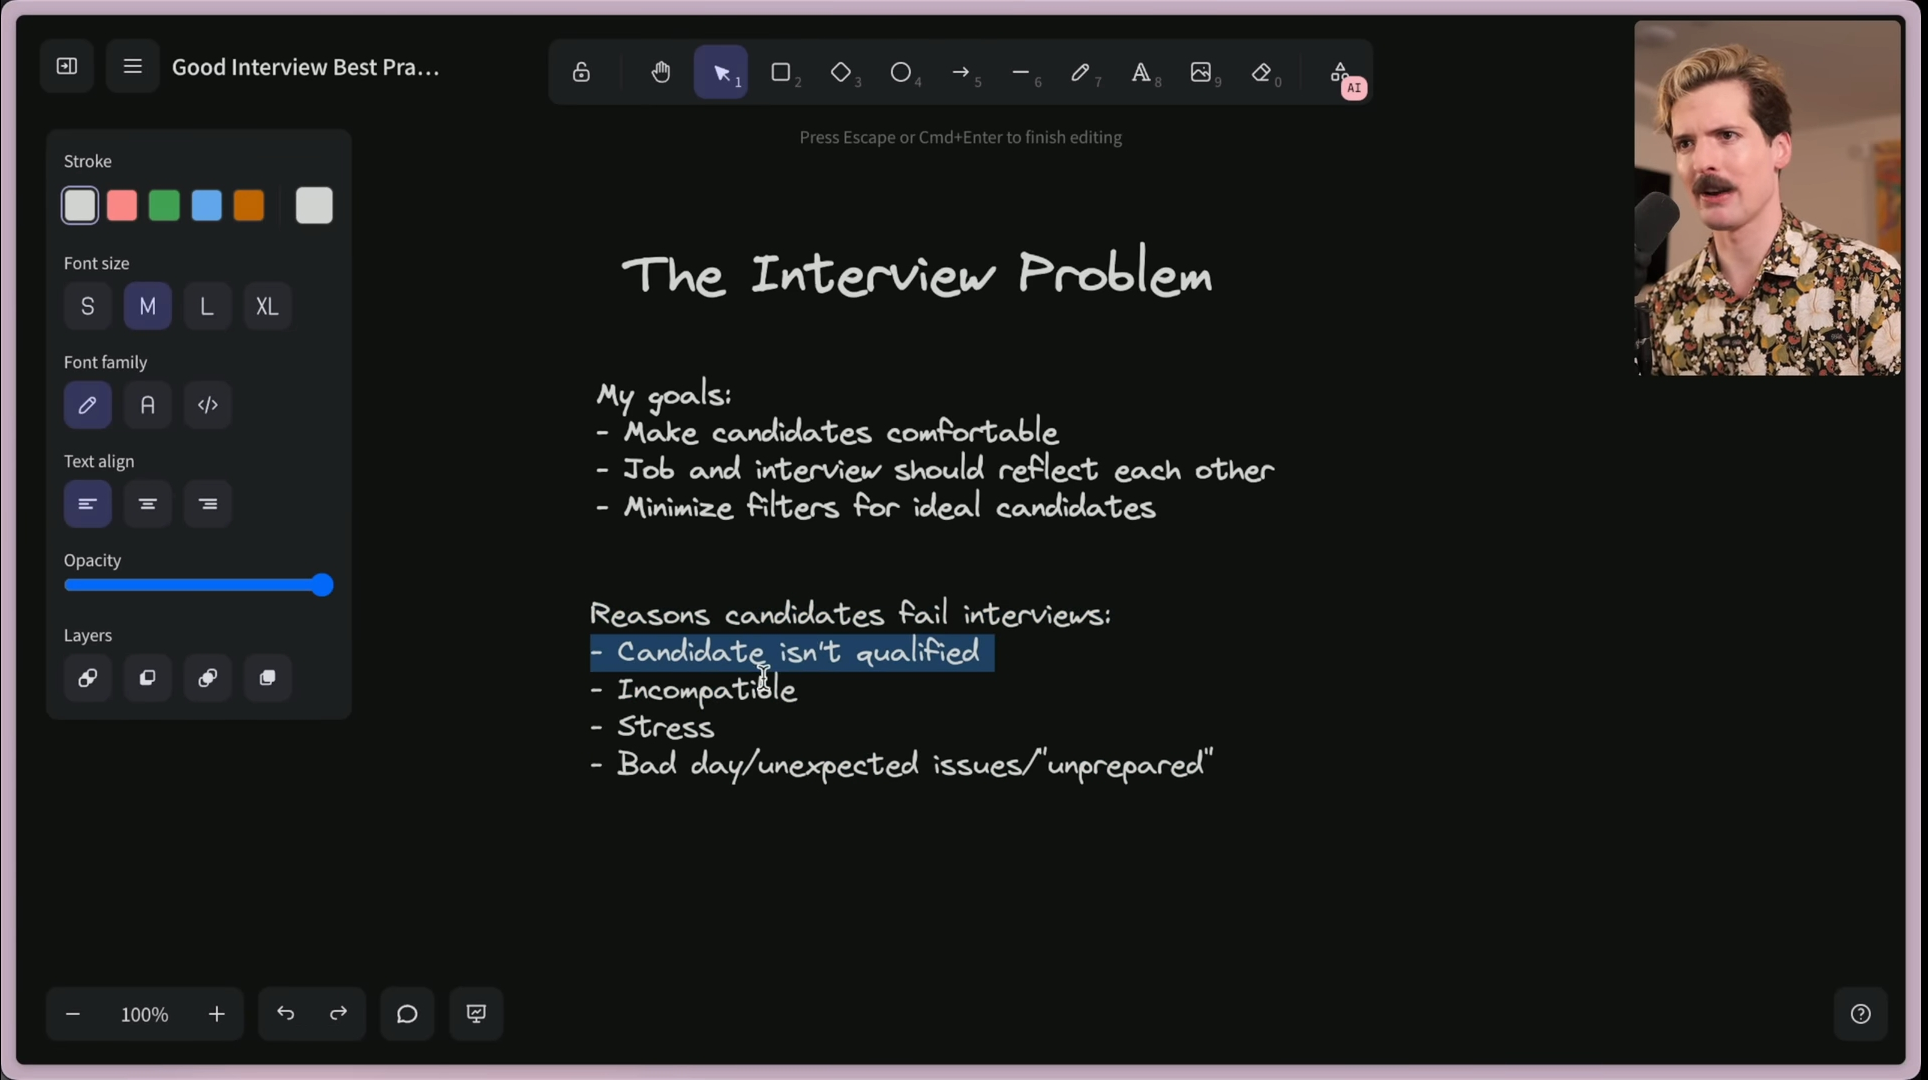 Good Interview Best Pra...
1
2
3
4
5
6
7
8
9
0
AI
Press Escape or Cmd+Enter to finish editing
Stroke
Font size
S M L XL
Font family
A </>
Text align
Opacity
Layers
The Interview Problem
My goals:
- Make candidates comfortable
- Job and interview should reflect each other
- Minimize filters for ideal candidates
Reasons candidates fail interviews:
- Candidate isn't qualified
- Incompatible
- Stress
- Bad day/unexpected issues/"unprepared"
− 100% +
?